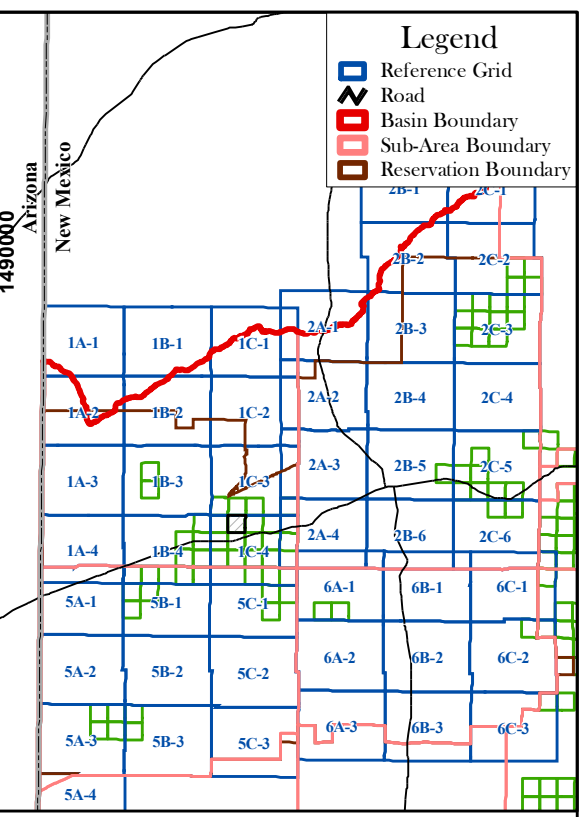 Legend
Reference Grid
Road
Basin Boundary
Sub-Area Boundary
Reservation Boundary
Arizona
New Mexico
1490000
2B-1 2C-1
2B-2 2C-2
2A-1 2B-3 2C-3
1A-1 1B-1 1C-1
2A-2 2B-4 2C-4
1A-2 1B-2 1C-2
2A-3 2B-5 2C-5
1A-3 1B-3 1C-3
2A-4 2B-6 2C-6
1A-4 1B-4 1C-4
6A-1 6B-1 6C-1
5A-1 5B-1 5C-1
6A-2 6B-2 6C-2
5A-2 5B-2 5C-2
6A-3 6B-3 6C-3
5A-3 5B-3 5C-3
5A-4